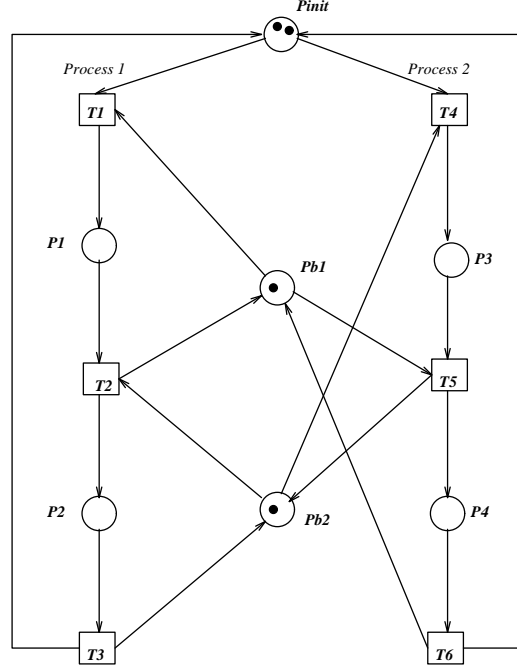 Pinit
Process 1
Process 2
T1
T4
P1
Pb1
P3
T2
T5
P2
Pb2
P4
T3
T6